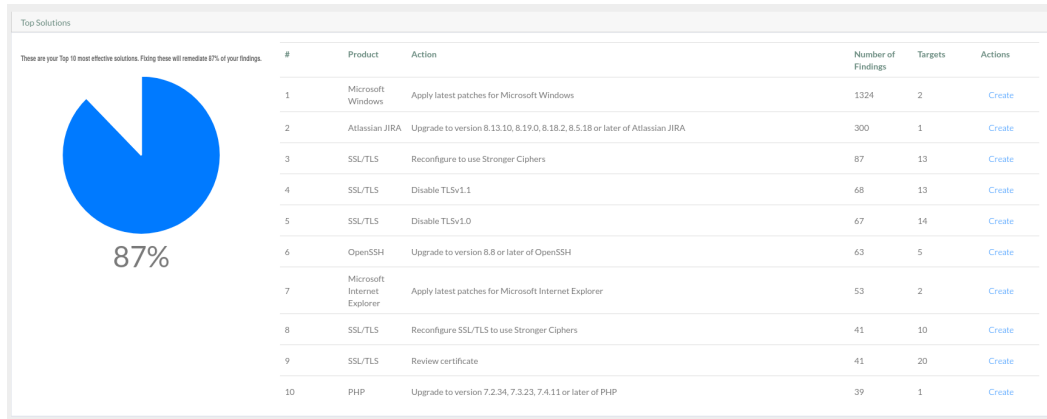 Top Solutions
These are your Top 10 most effective solutions. Fixing these will remediate 87% of your findings.
87%
# Product Action Number of Findings Targets Actions
1 Microsoft Windows Apply latest patches for Microsoft Windows 1324 2 Create
2 Atlassian JIRA Upgrade to version 8.13.10, 8.19.0, 8.18.2, 8.5.18 or later of Atlassian JIRA 300 1 Create
3 SSL/TLS Reconfigure to use Stronger Ciphers 87 13 Create
4 SSL/TLS Disable TLSv1.1 68 13 Create
5 SSL/TLS Disable TLSv1.0 67 14 Create
6 OpenSSH Upgrade to version 8.8 or later of OpenSSH 63 5 Create
7 Microsoft Internet Explorer Apply latest patches for Microsoft Internet Explorer 53 2 Create
8 SSL/TLS Reconfigure SSL/TLS to use Stronger Ciphers 41 10 Create
9 SSL/TLS Review certificate 41 20 Create
10 PHP Upgrade to version 7.2.34, 7.3.23, 7.4.11 or later of PHP 39 1 Create